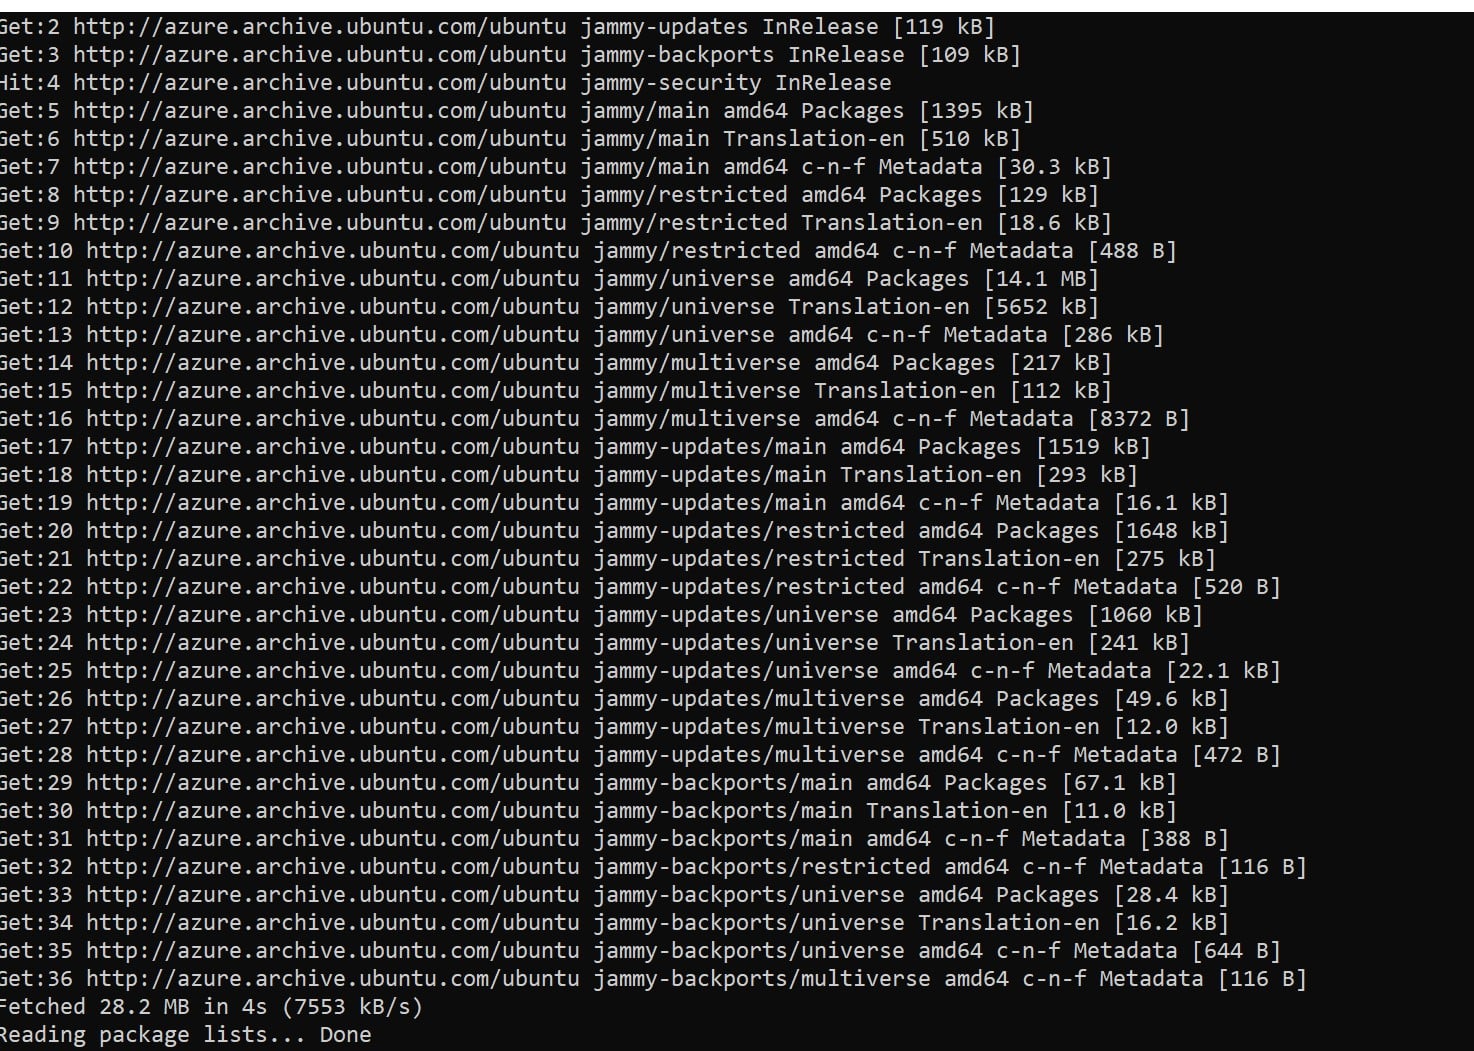 Get:2 http://azure.archive.ubuntu.com/ubuntu jammy-updates InRelease [119 kB]
Get:3 http://azure.archive.ubuntu.com/ubuntu jammy-backports InRelease [109 kB]
Hit:4 http://azure.archive.ubuntu.com/ubuntu jammy-security InRelease
Get:5 http://azure.archive.ubuntu.com/ubuntu jammy/main amd64 Packages [1395 kB]
Get:6 http://azure.archive.ubuntu.com/ubuntu jammy/main Translation-en [510 kB]
Get:7 http://azure.archive.ubuntu.com/ubuntu jammy/main amd64 c-n-f Metadata [30.3 kB]
Get:8 http://azure.archive.ubuntu.com/ubuntu jammy/restricted amd64 Packages [129 kB]
Get:9 http://azure.archive.ubuntu.com/ubuntu jammy/restricted Translation-en [18.6 kB]
Get:10 http://azure.archive.ubuntu.com/ubuntu jammy/restricted amd64 c-n-f Metadata [488 B]
Get:11 http://azure.archive.ubuntu.com/ubuntu jammy/universe amd64 Packages [14.1 MB]
Get:12 http://azure.archive.ubuntu.com/ubuntu jammy/universe Translation-en [5652 kB]
Get:13 http://azure.archive.ubuntu.com/ubuntu jammy/universe amd64 c-n-f Metadata [286 kB]
Get:14 http://azure.archive.ubuntu.com/ubuntu jammy/multiverse amd64 Packages [217 kB]
Get:15 http://azure.archive.ubuntu.com/ubuntu jammy/multiverse Translation-en [112 kB]
Get:16 http://azure.archive.ubuntu.com/ubuntu jammy/multiverse amd64 c-n-f Metadata [8372 B]
Get:17 http://azure.archive.ubuntu.com/ubuntu jammy-updates/main amd64 Packages [1519 kB]
Get:18 http://azure.archive.ubuntu.com/ubuntu jammy-updates/main Translation-en [293 kB]
Get:19 http://azure.archive.ubuntu.com/ubuntu jammy-updates/main amd64 c-n-f Metadata [16.1 kB]
Get:20 http://azure.archive.ubuntu.com/ubuntu jammy-updates/restricted amd64 Packages [1648 kB]
Get:21 http://azure.archive.ubuntu.com/ubuntu jammy-updates/restricted Translation-en [275 kB]
Get:22 http://azure.archive.ubuntu.com/ubuntu jammy-updates/restricted amd64 c-n-f Metadata [520 B]
Get:23 http://azure.archive.ubuntu.com/ubuntu jammy-updates/universe amd64 Packages [1060 kB]
Get:24 http://azure.archive.ubuntu.com/ubuntu jammy-updates/universe Translation-en [241 kB]
Get:25 http://azure.archive.ubuntu.com/ubuntu jammy-updates/universe amd64 c-n-f Metadata [22.1 kB]
Get:26 http://azure.archive.ubuntu.com/ubuntu jammy-updates/multiverse amd64 Packages [49.6 kB]
Get:27 http://azure.archive.ubuntu.com/ubuntu jammy-updates/multiverse Translation-en [12.0 kB]
Get:28 http://azure.archive.ubuntu.com/ubuntu jammy-updates/multiverse amd64 c-n-f Metadata [472 B]
Get:29 http://azure.archive.ubuntu.com/ubuntu jammy-backports/main amd64 Packages [67.1 kB]
Get:30 http://azure.archive.ubuntu.com/ubuntu jammy-backports/main Translation-en [11.0 kB]
Get:31 http://azure.archive.ubuntu.com/ubuntu jammy-backports/main amd64 c-n-f Metadata [388 B]
Get:32 http://azure.archive.ubuntu.com/ubuntu jammy-backports/restricted amd64 c-n-f Metadata [116 B]
Get:33 http://azure.archive.ubuntu.com/ubuntu jammy-backports/universe amd64 Packages [28.4 kB]
Get:34 http://azure.archive.ubuntu.com/ubuntu jammy-backports/universe Translation-en [16.2 kB]
Get:35 http://azure.archive.ubuntu.com/ubuntu jammy-backports/universe amd64 c-n-f Metadata [644 B]
Get:36 http://azure.archive.ubuntu.com/ubuntu jammy-backports/multiverse amd64 c-n-f Metadata [116 B]
Fetched 28.2 MB in 4s (7553 kB/s)
Reading package lists... Done